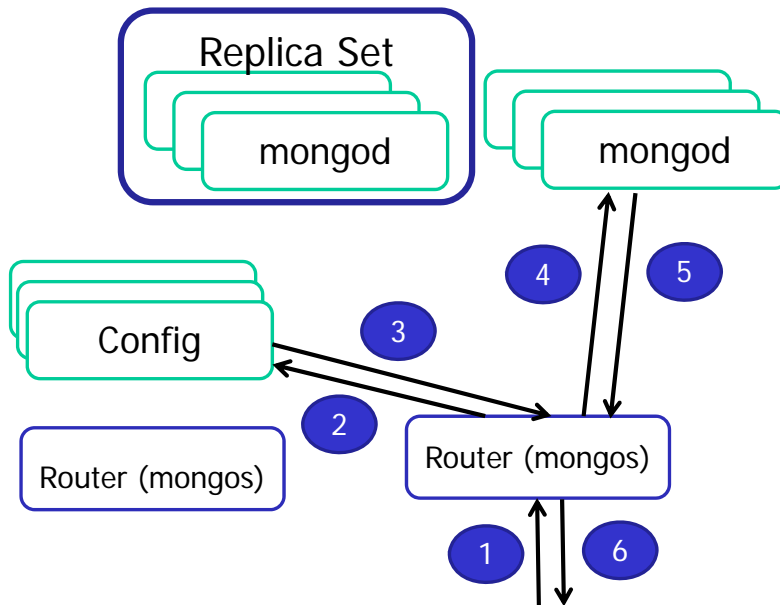 Replica Set
mongod
mongod
4
5
Config
3
2
Router (mongos)
Router (mongos)
1
6